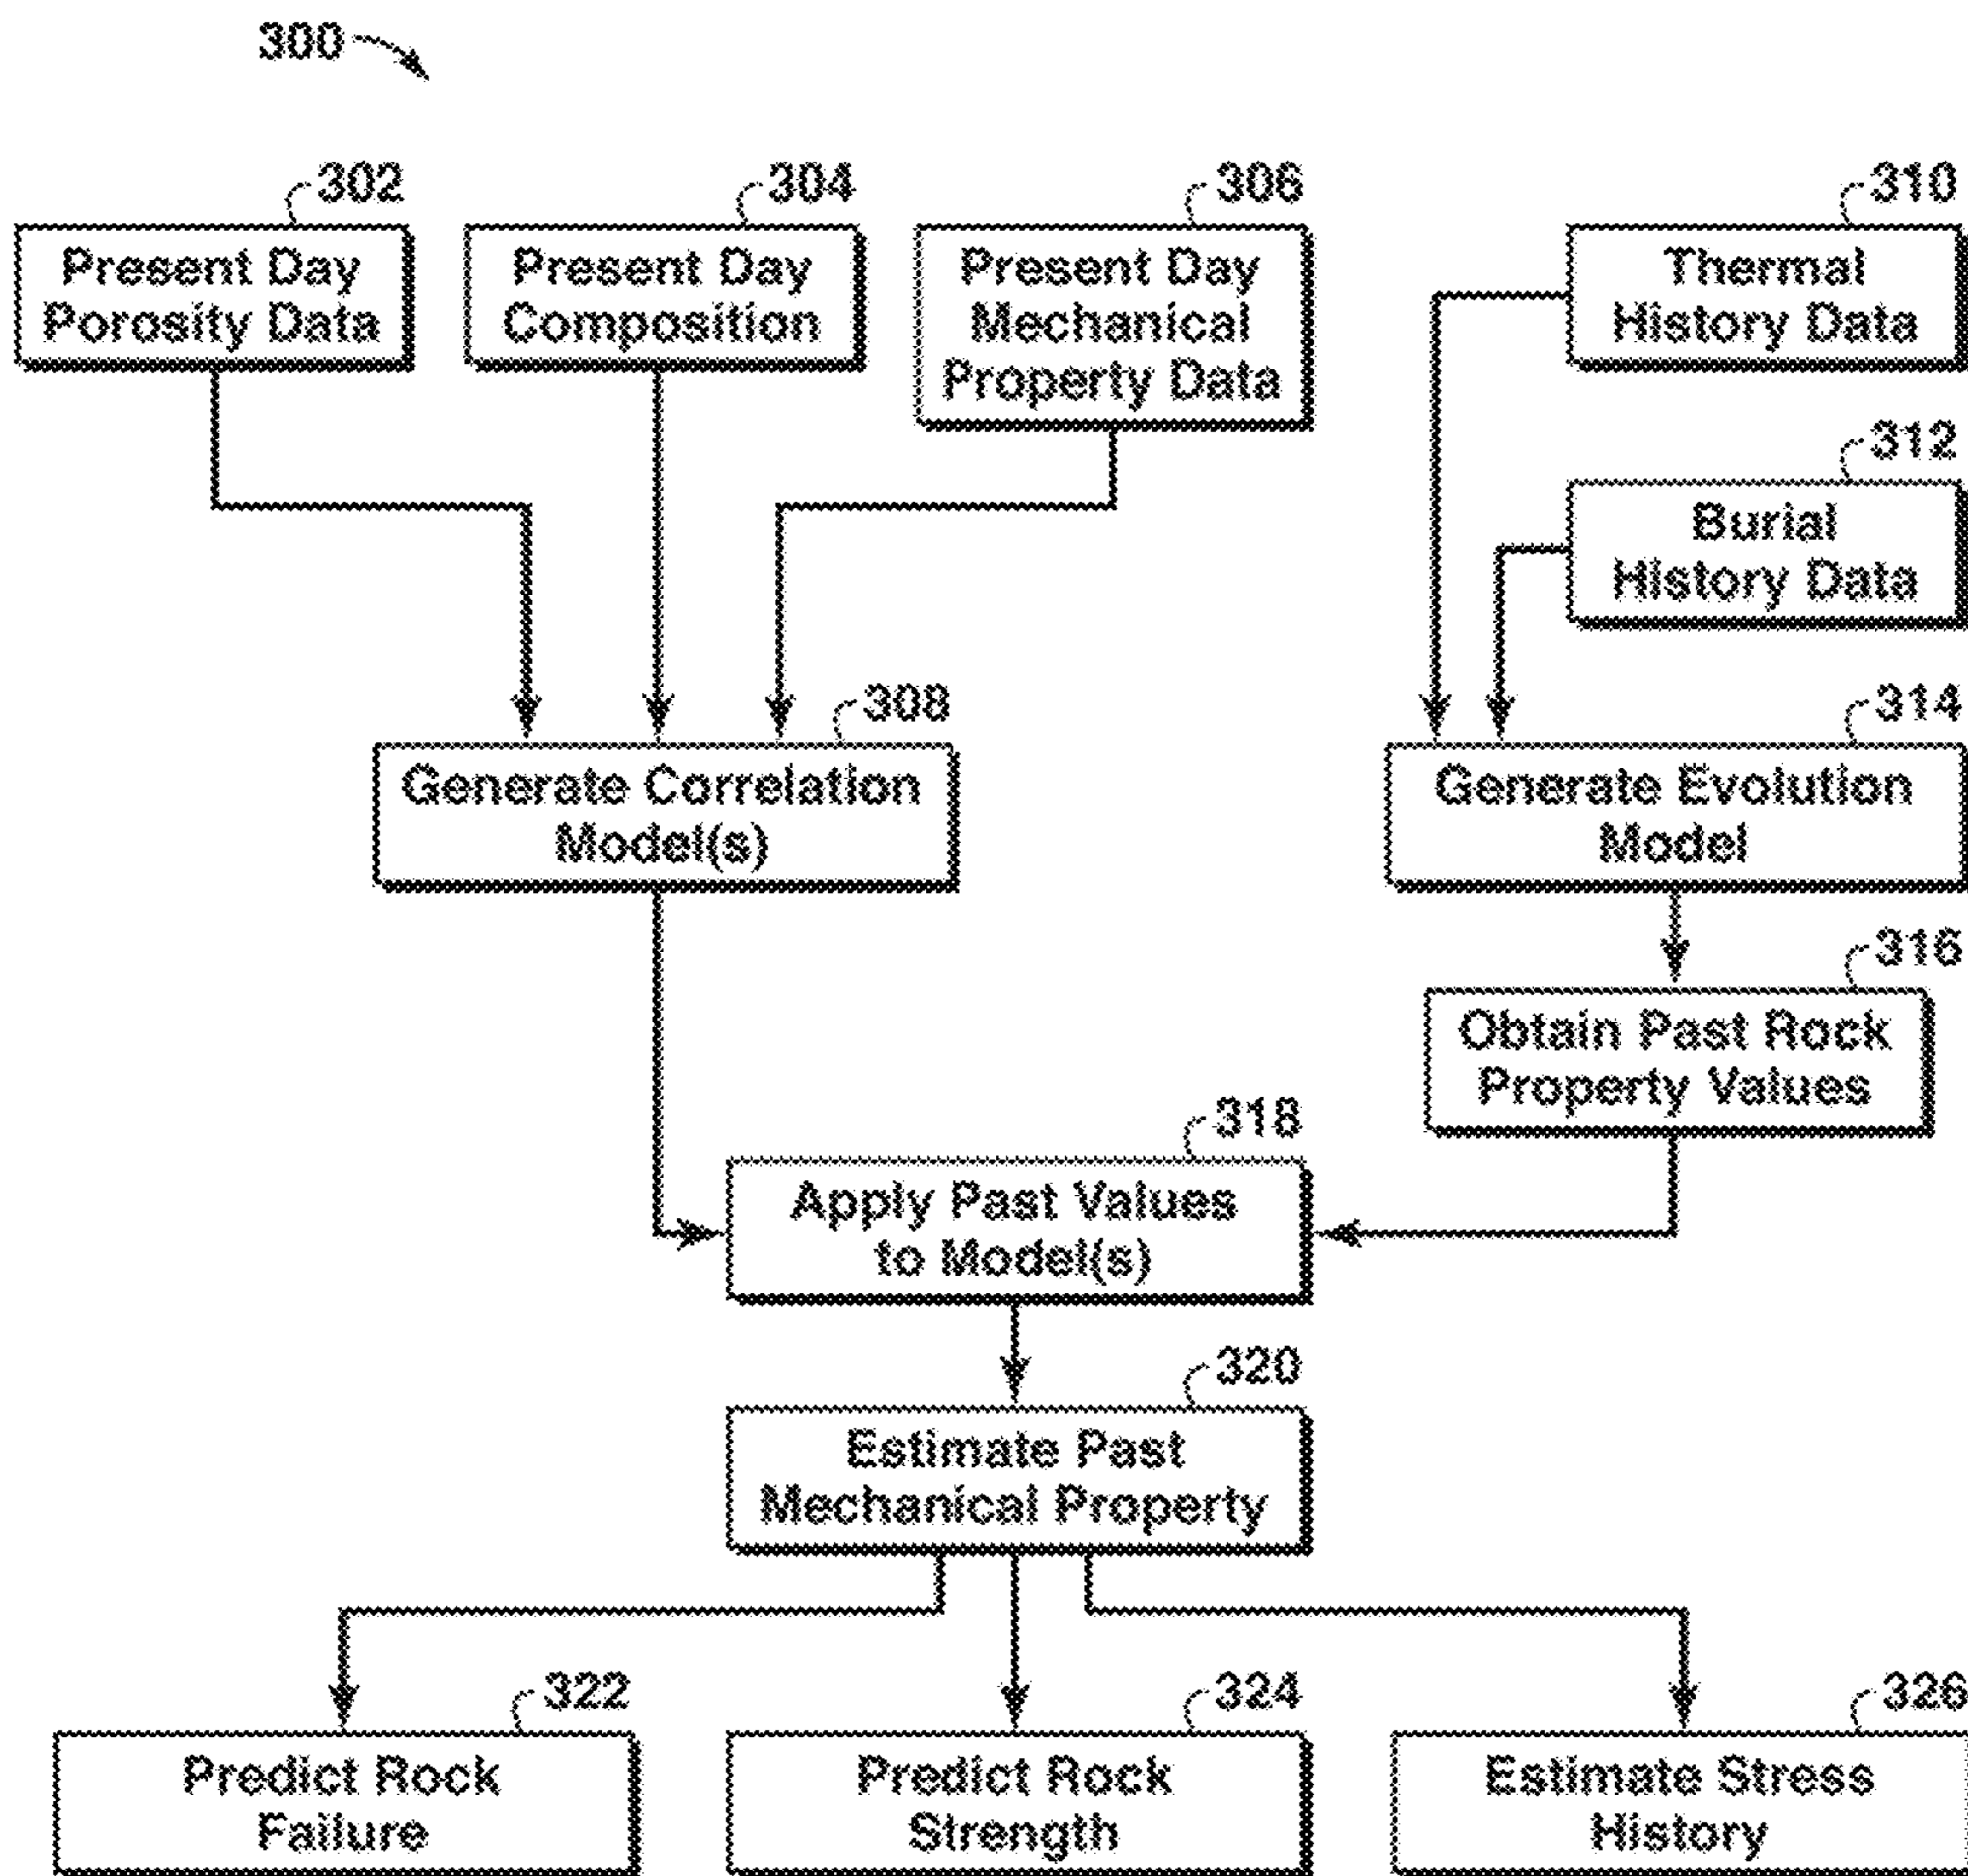 300
302
Present Day
Porosity Data
304
Present Day
Composition
306
Present Day
Mechanical
Property Data
310
Thermal
History Data
312
Burial
History Data
308
Generate Correlation
Model(s)
314
Generate Evolution
Model
316
Obtain Past Rock
Property Values
318
Apply Past Values
to Model(s)
320
Estimate Past
Mechanical Property
322
Predict Rock
Failure
324
Predict Rock
Strength
326
Estimate Stress
History